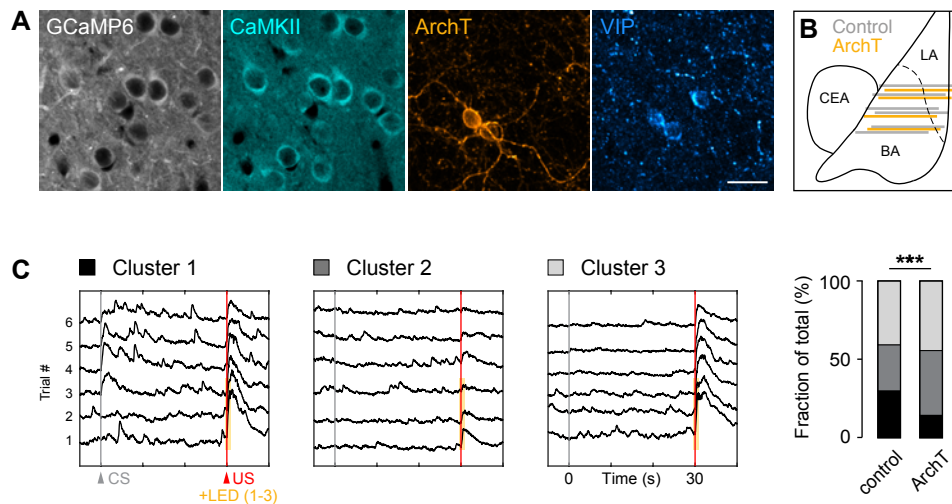 A
GCaMP6
CaMKII
ArchT
VIP
B
Control
ArchT
LA
CEA
BA
C
Cluster 1
Cluster 2
Cluster 3
***
Trial #
6
5
4
3
2
1
CS
US
+LED (1-3)
0
Time (s)
30
Fraction of total (%)
100
50
0
control
ArchT